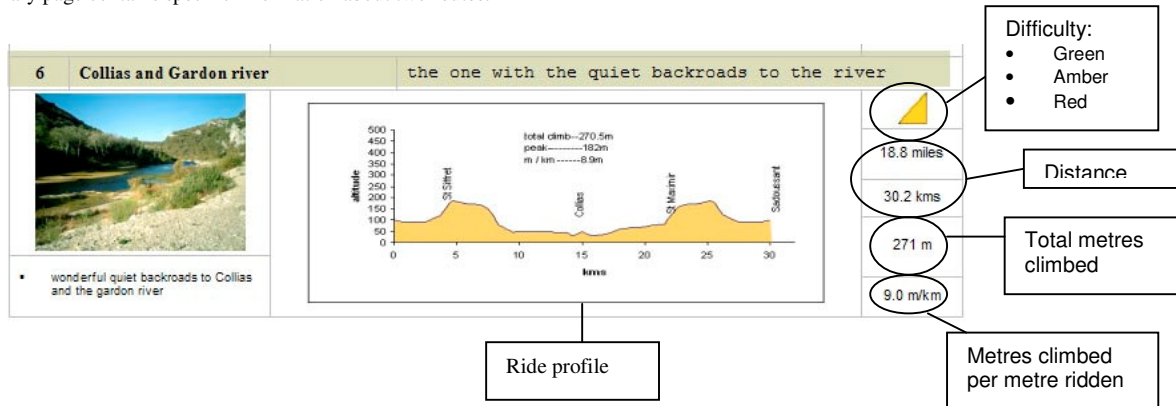 Difficulty:
• Green
• Amber
• Red
6 Collias and Gardon river the one with the quiet backroads to the river
500
450
400
350
300
250
200
150
100
50
0
altitude
total climb--270.5m
peak---------182m
m / km ------8.9m
St Siffret
Collias
St Maximir
Sadoussant
0 5 10 15 20 25 30
kms
18.8 miles
30.2 kms
271 m
9.0 m/km
Distance
Total metres
climbed
▪ wonderful quiet backroads to Collias
and the gardon river
Ride profile
Metres climbed
per metre ridden